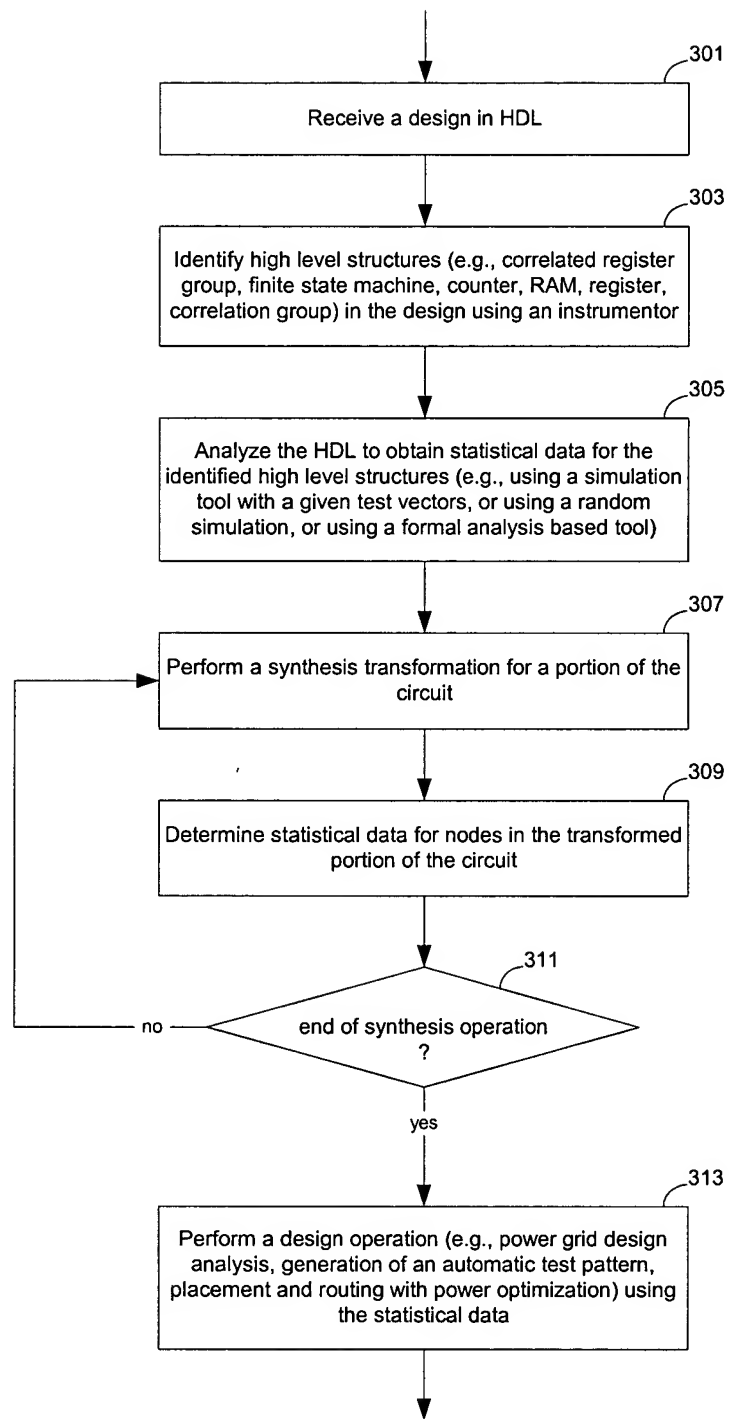 301
Receive a design in HDL
303
Identify high level structures (e.g., correlated register
group, finite state machine, counter, RAM, register,
correlation group) in the design using an instrumentor
305
Analyze the HDL to obtain statistical data for the
identified high level structures (e.g., using a simulation
tool with a given test vectors, or using a random
simulation, or using a formal analysis based tool)
307
Perform a synthesis transformation for a portion of the
circuit
309
Determine statistical data for nodes in the transformed
portion of the circuit
311
end of synthesis operation
?
no
yes
313
Perform a design operation (e.g., power grid design
analysis, generation of an automatic test pattern,
placement and routing with power optimization) using
the statistical data